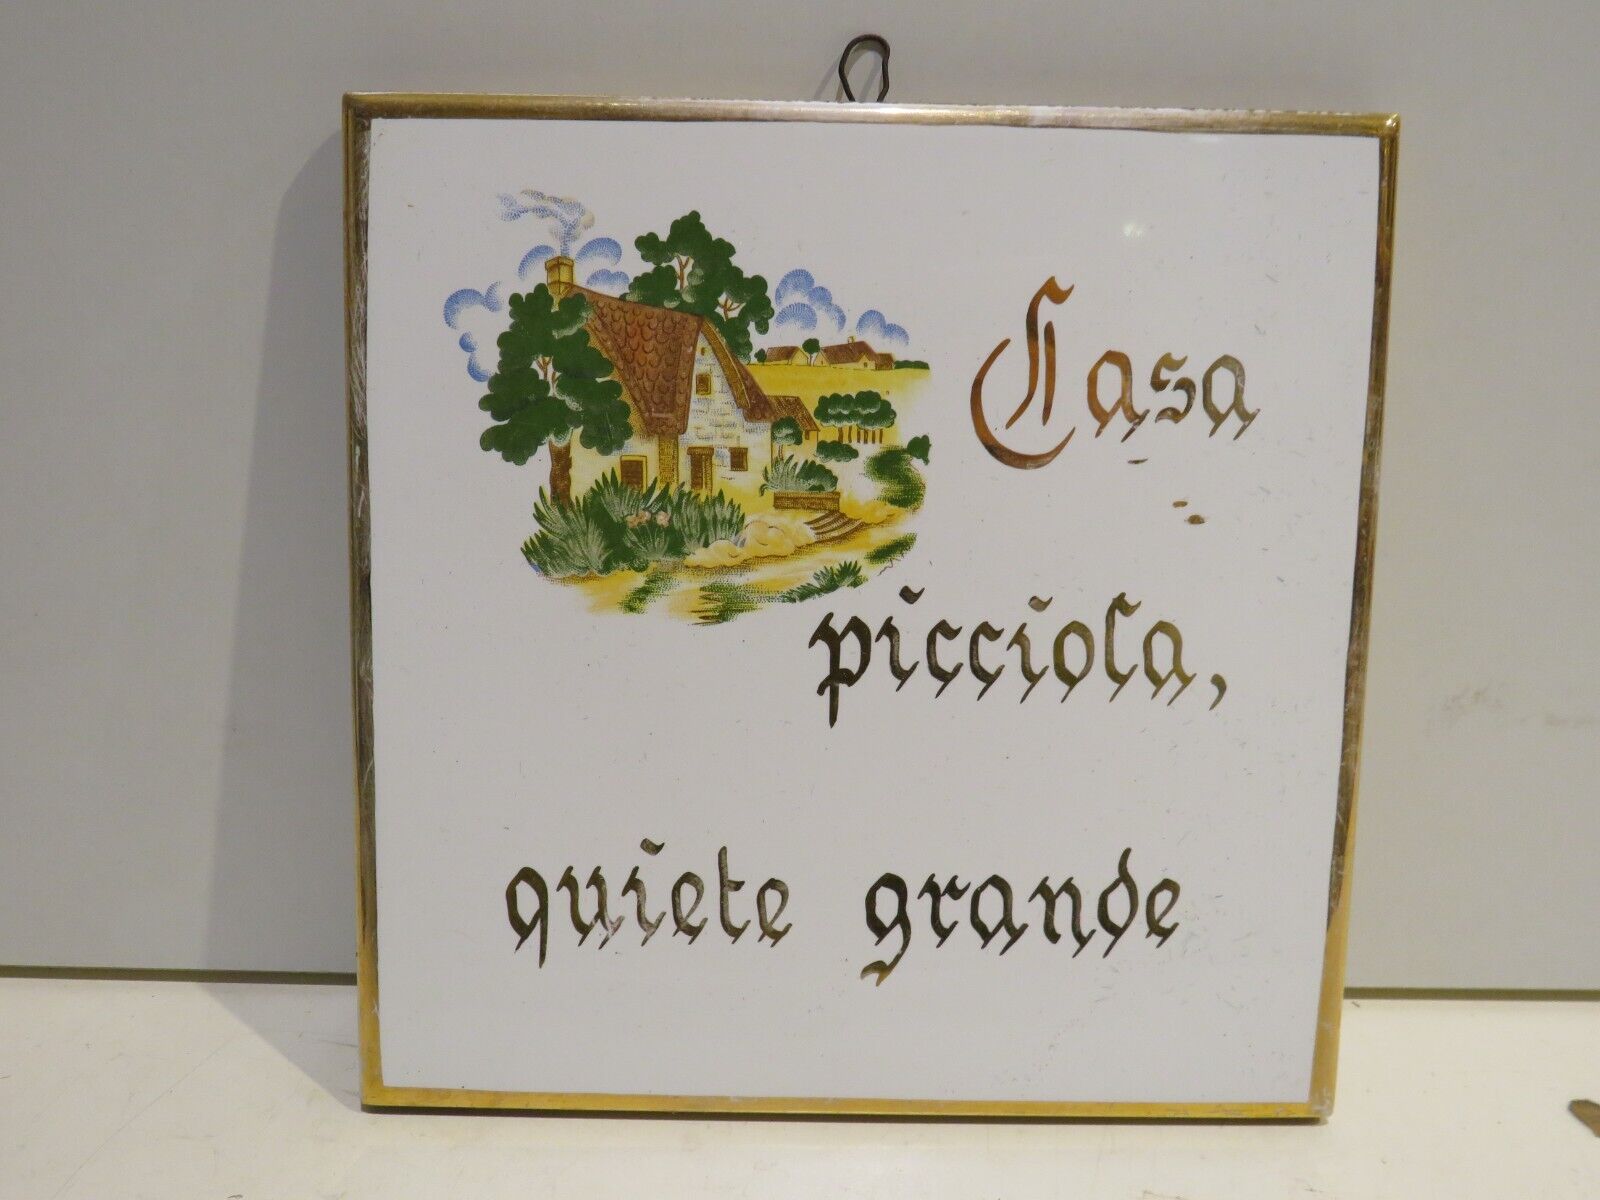 Casa
picciola,
quiete grande